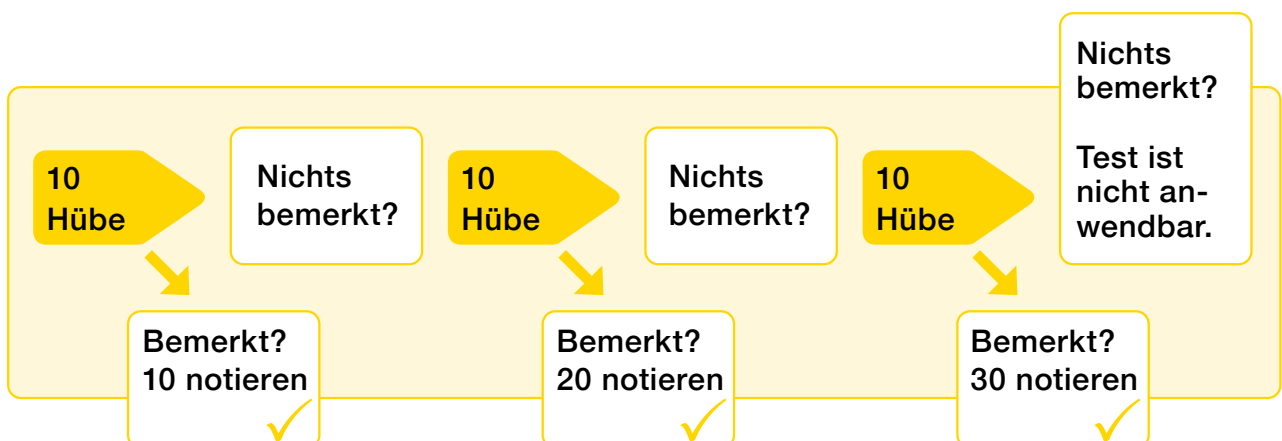 10
Hübe
Nichts
bemerkt?
Bemerkt?
10 notieren
10
Hübe
Nichts
bemerkt?
Bemerkt?
20 notieren
10
Hübe
Nichts
bemerkt?
Test ist
nicht an-
wendbar.
Bemerkt?
30 notieren